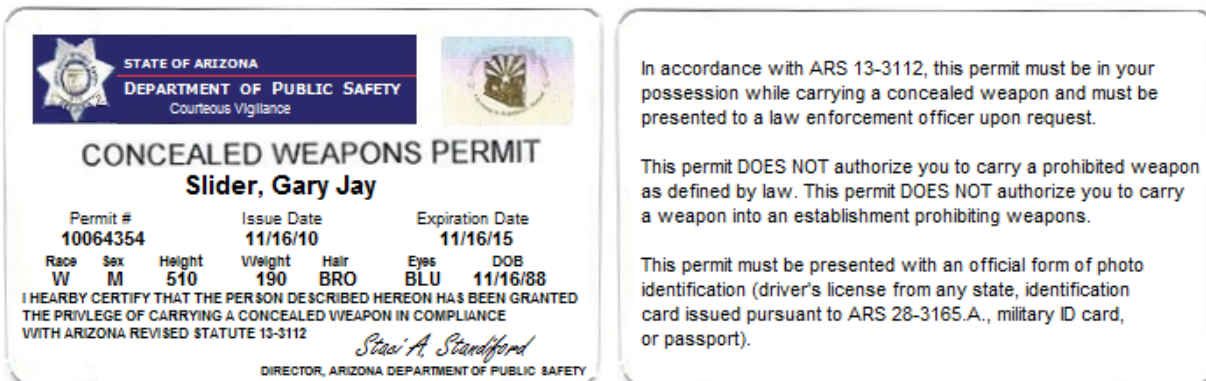 STATE OF ARIZONA
DEPARTMENT OF PUBLIC SAFETY
Courteous Vigilance
CONCEALED WEAPONS PERMIT
Slider, Gary Jay
Permit # Issue Date Expiration Date
10064354 11/16/10 11/16/15
Race Sex Height Weight Hair Eyes DOB
W M 510 190 BRO BLU 11/16/88
I HEARBY CERTIFY THAT THE PERSON DESCRIBED HEREON HAS BEEN GRANTED
THE PRIVLEGE OF CARRYING A CONCEALED WEAPON IN COMPLIANCE
WITH ARIZONA REVISED STATUTE 13-3112
Staci A. Standiford
DIRECTOR, ARIZONA DEPARTMENT OF PUBLIC SAFETY
In accordance with ARS 13-3112, this permit must be in your
possession while carrying a concealed weapon and must be
presented to a law enforcement officer upon request.
This permit DOES NOT authorize you to carry a prohibited weapon
as defined by law. This permit DOES NOT authorize you to carry
a weapon into an establishment prohibiting weapons.
This permit must be presented with an official form of photo
identification (driver's license from any state, identification
card issued pursuant to ARS 28-3165.A., military ID card,
or passport).